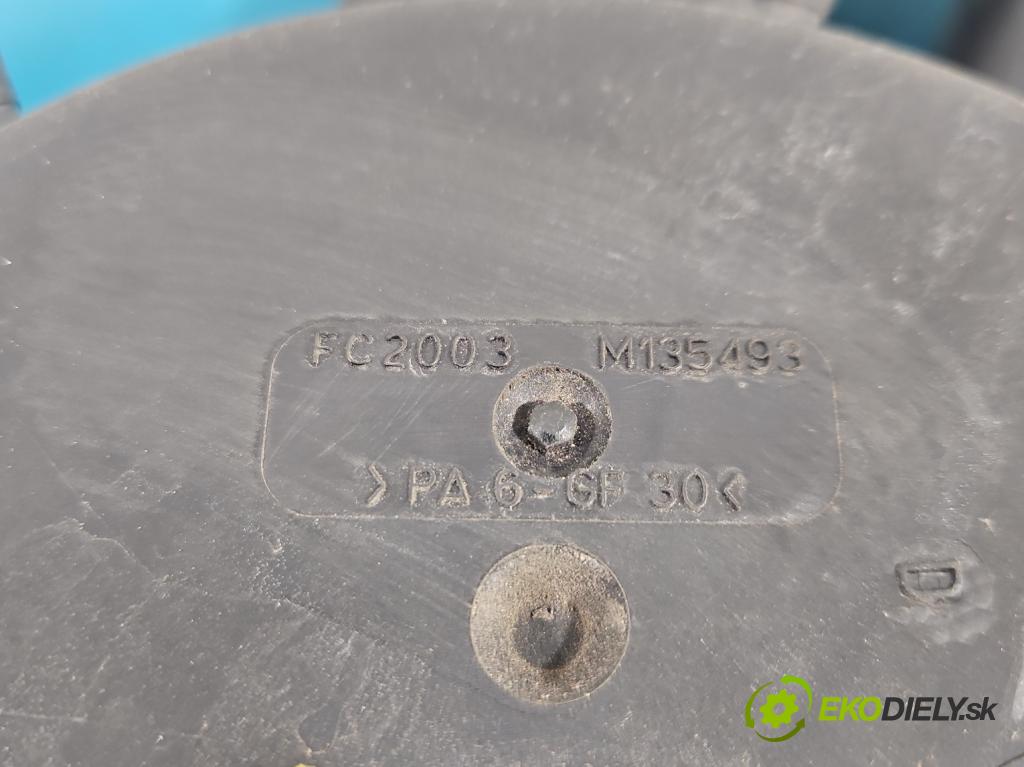 FC2003 M135493
>PA 6-GF 30<
D
EKODIELY.sk